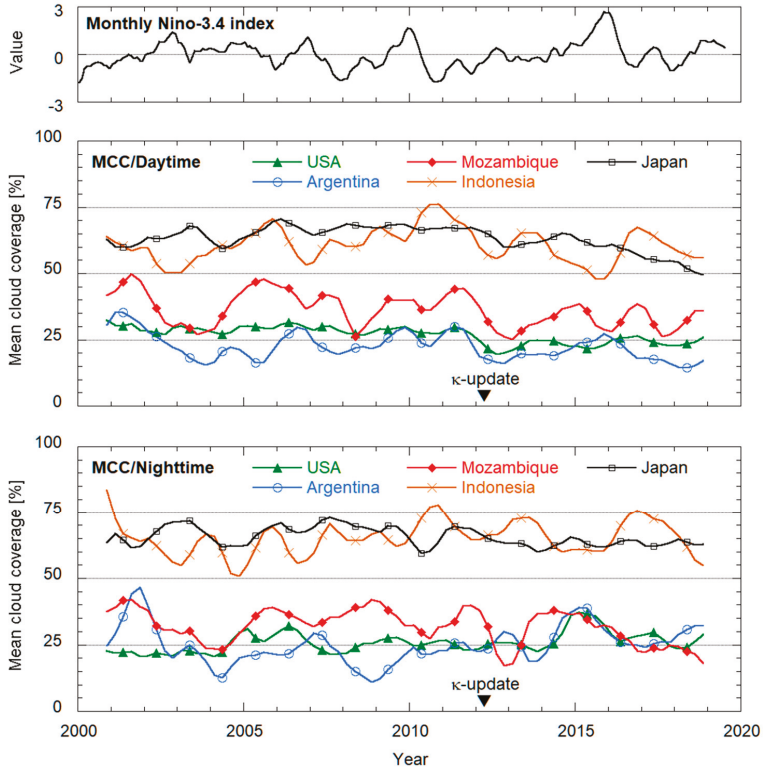 Monthly Nino-3.4 index
Value
3
0
-3
MCC/Daytime
USA
Mozambique
Japan
Argentina
Indonesia
Mean cloud coverage [%]
100
75
50
25
0
κ-update
MCC/Nighttime
USA
Mozambique
Japan
Argentina
Indonesia
Mean cloud coverage [%]
100
75
50
25
0
κ-update
2000 2005 2010 2015 2020
Year